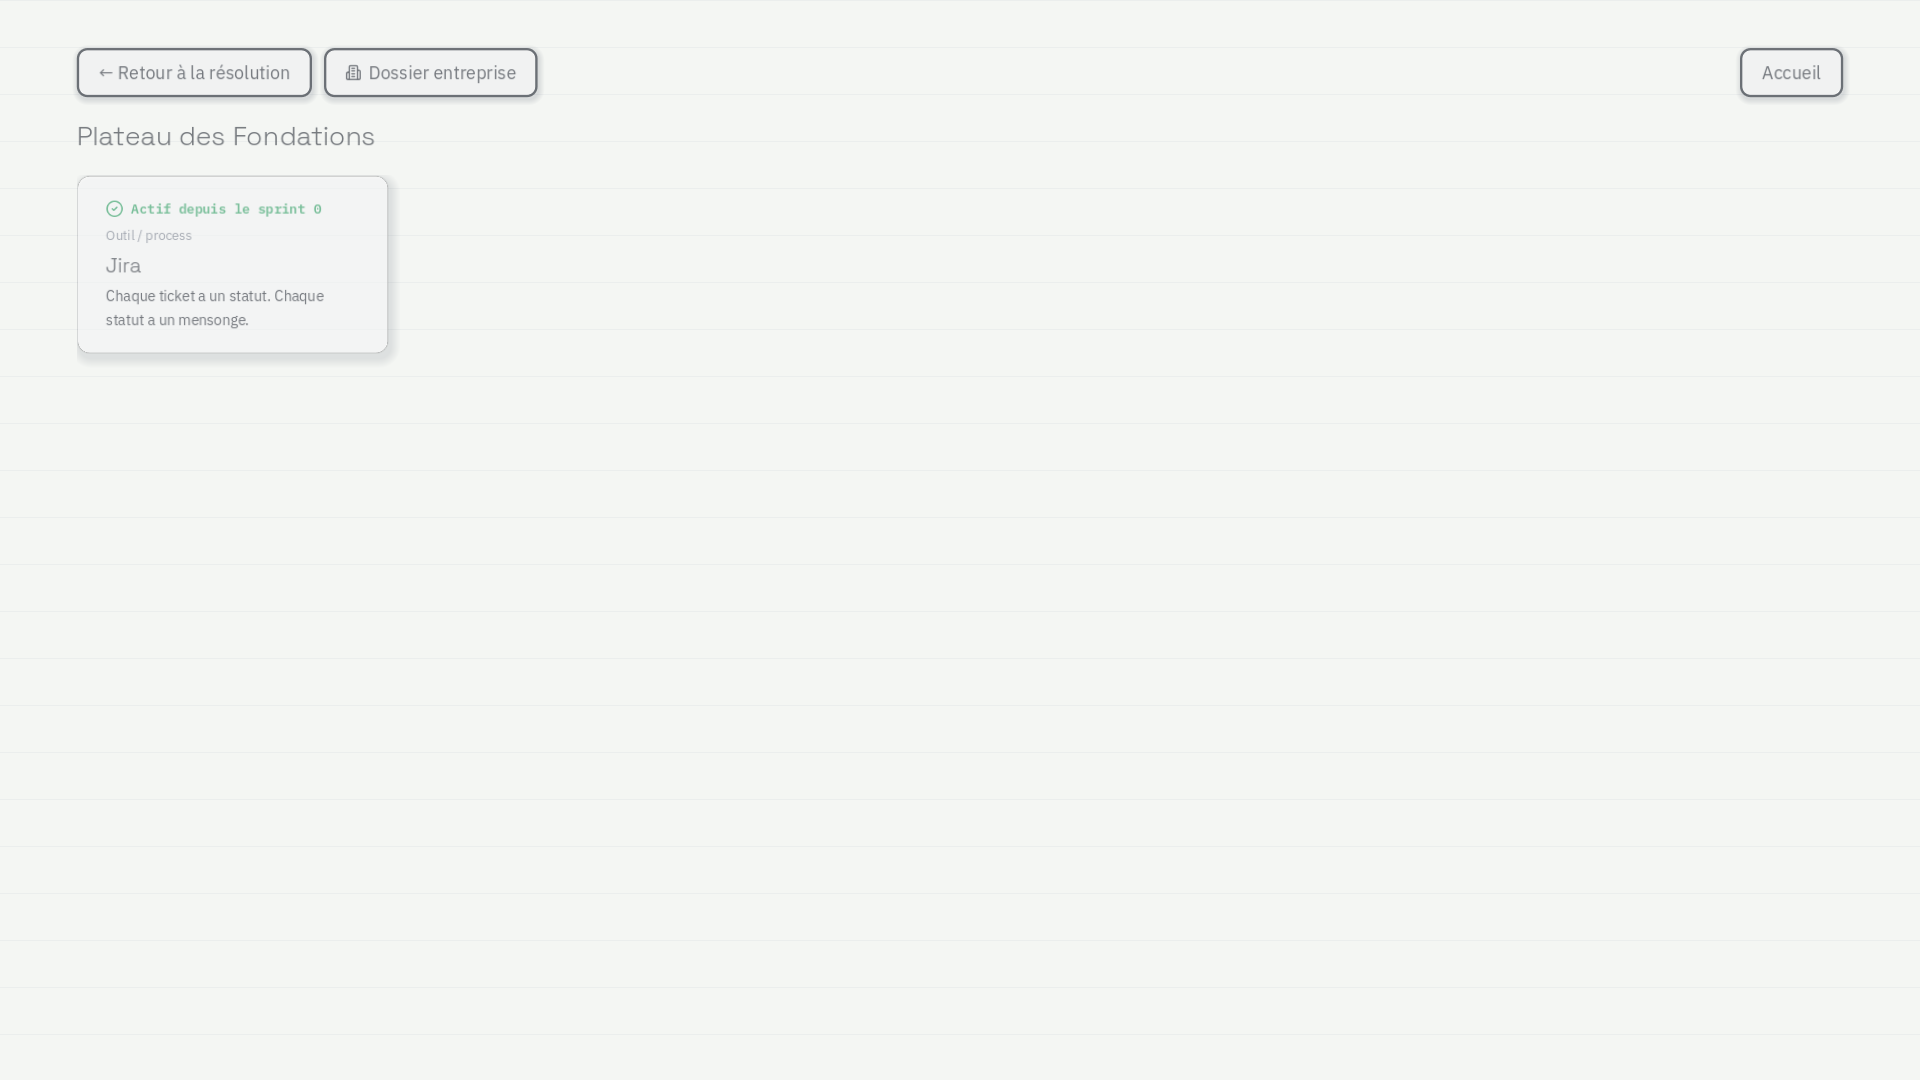 ← Retour à la résolution
Dossier entreprise
Accueil
Plateau des Fondations
Actif depuis le sprint 0
Outil / process
Jira
Chaque ticket a un statut. Chaque
statut a un mensonge.